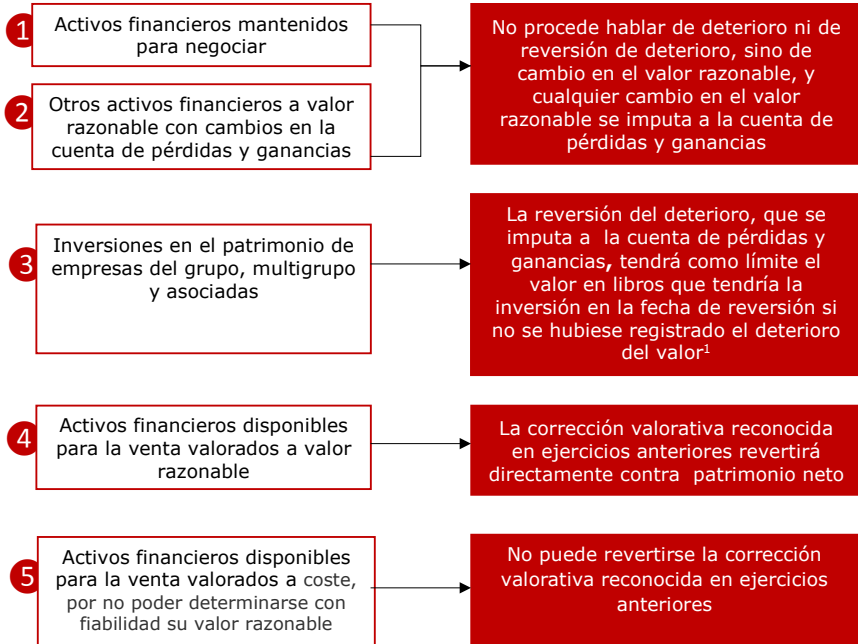 1
Activos financieros mantenidos
para negociar
2
Otros activos financieros a valor
razonable con cambios en la
cuenta de pérdidas y ganancias
No procede hablar de deterioro ni de
reversión de deterioro, sino de
cambio en el valor razonable, y
cualquier cambio en el valor
razonable se imputa a la cuenta de
pérdidas y ganancias
3
Inversiones en el patrimonio de
empresas del grupo, multigrupo
y asociadas
La reversión del deterioro, que se
imputa a la cuenta de pérdidas y
ganancias, tendrá como límite el
valor en libros que tendría la
inversión en la fecha de reversión si
no se hubiese registrado el deterioro
del valor¹
4
Activos financieros disponibles
para la venta valorados a valor
razonable
La corrección valorativa reconocida
en ejercicios anteriores revertirá
directamente contra patrimonio neto
5
Activos financieros disponibles
para la venta valorados a coste,
por no poder determinarse con
fiabilidad su valor razonable
No puede revertirse la corrección
valorativa reconocida en ejercicios
anteriores